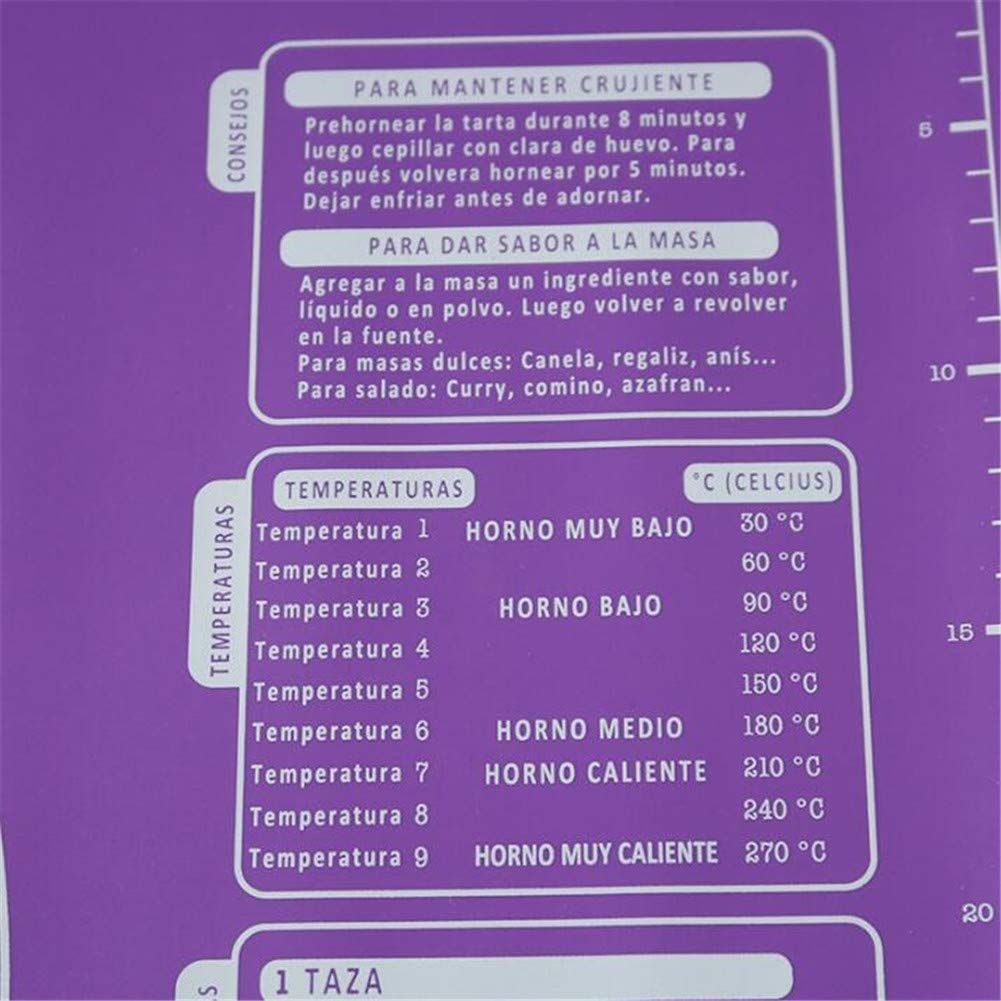 CONSEJOS
PARA MANTENER CRUJIENTE
Prehornear la tarta durante 8 minutos y
luego cepillar con clara de huevo. Para
después volvera hornear por 5 minutos.
Dejar enfriar antes de adornar.
PARA DAR SABOR A LA MASA
Agregar a la masa un ingrediente con sabor,
líquido o en polvo. Luego volver a revolver
en la fuente.
Para masas dulces: Canela, regaliz, anís...
Para salado: Curry, comino, azafran...
TEMPERATURAS
TEMPERATURAS °C (CELCIUS)
Temperatura 1 HORNO MUY BAJO 30 °C
Temperatura 2 60 °C
Temperatura 3 HORNO BAJO 90 °C
Temperatura 4 120 °C
Temperatura 5 150 °C
Temperatura 6 HORNO MEDIO 180 °C
Temperatura 7 HORNO CALIENTE 210 °C
Temperatura 8 240 °C
Temperatura 9 HORNO MUY CALIENTE 270 °C
1 TAZA
5
10
15
20